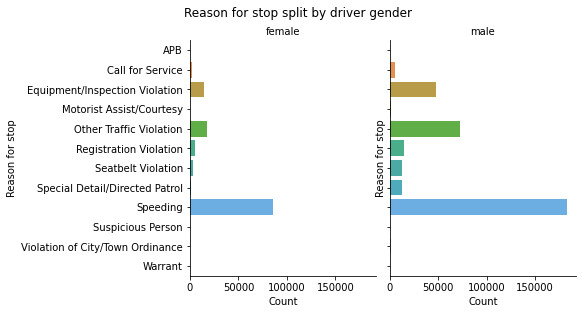 Reason for stop split by driver gender
female
male
APB
Call for Service
Equipment/Inspection Violation
Motorist Assist/Courtesy
Other Traffic Violation
Registration Violation
Seatbelt Violation
Special Detail/Directed Patrol
Speeding
Suspicious Person
Violation of City/Town Ordinance
Warrant
Reason for stop
Reason for stop
0 50000 100000 150000
0 50000 100000 150000
Count
Count